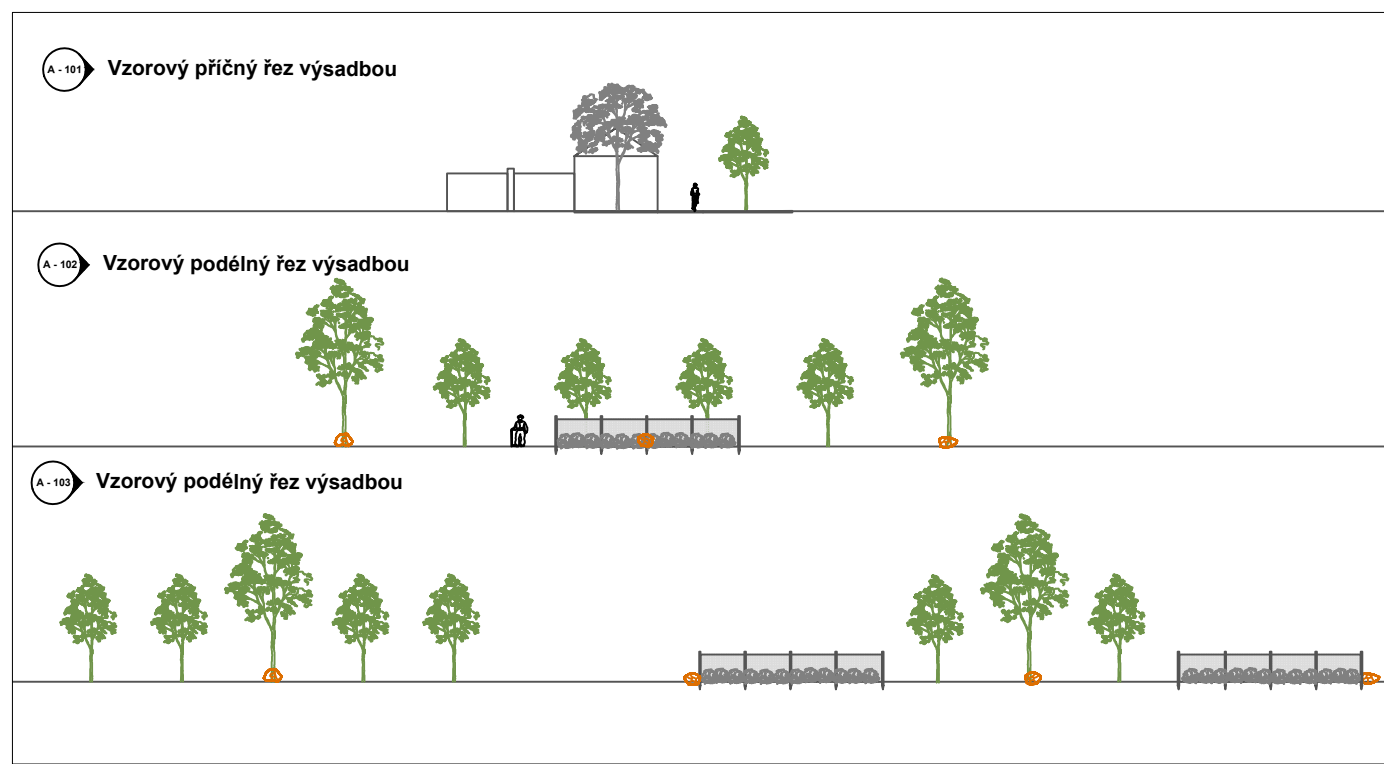 A - 101 Vzorový příčný řez výsadbou
A - 102 Vzorový podélný řez výsadbou
A - 103 Vzorový podélný řez výsadbou